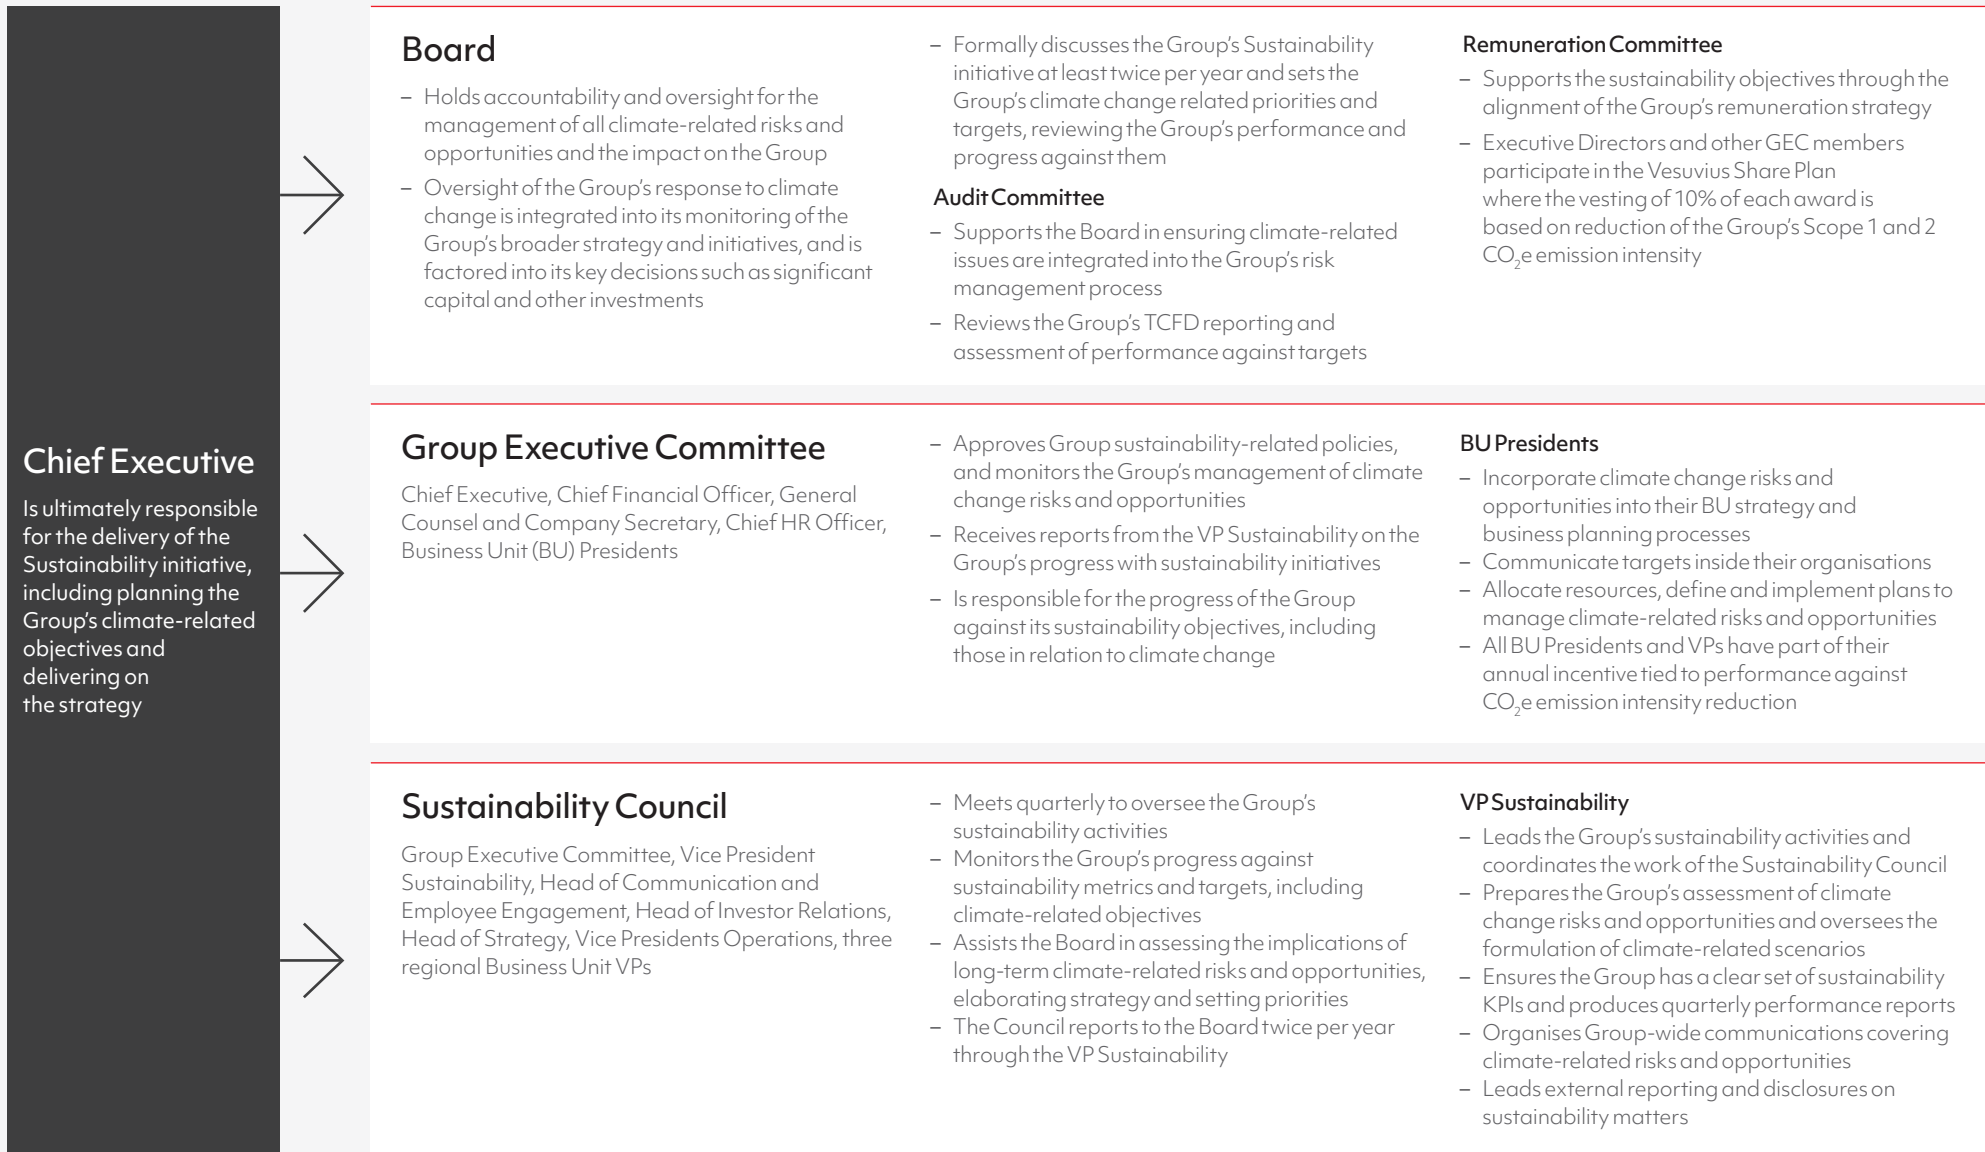 Chief Executive
Is ultimately responsible
for the delivery of the
Sustainability initiative,
including planning the
Group’s climate-related
objectives and
delivering on
the strategy
Board
– Holds accountability and oversight for the
management of all climate-related risks and
opportunities and the impact on the Group
– Oversight of the Group’s response to climate
change is integrated into its monitoring of the
Group’s broader strategy and initiatives, and is
factored into its key decisions such as significant
capital and other investments
– Formally discusses the Group’s Sustainability
initiative at least twice per year and sets the
Group’s climate change related priorities and
targets, reviewing the Group’s performance and
progress against them
Audit Committee
– Supports the Board in ensuring climate-related
issues are integrated into the Group’s risk
management process
– Reviews the Group’s TCFD reporting and
assessment of performance against targets
Remuneration Committee
– Supports the sustainability objectives through the
alignment of the Group’s remuneration strategy
– Executive Directors and other GEC members
participate in the Vesuvius Share Plan
where the vesting of 10% of each award is
based on reduction of the Group’s Scope 1 and 2
CO₂e emission intensity
Group Executive Committee
Chief Executive, Chief Financial Officer, General
Counsel and Company Secretary, Chief HR Officer,
Business Unit (BU) Presidents
– Approves Group sustainability-related policies,
and monitors the Group’s management of climate
change risks and opportunities
– Receives reports from the VP Sustainability on the
Group’s progress with sustainability initiatives
– Is responsible for the progress of the Group
against its sustainability objectives, including
those in relation to climate change
BU Presidents
– Incorporate climate change risks and
opportunities into their BU strategy and
business planning processes
– Communicate targets inside their organisations
– Allocate resources, define and implement plans to
manage climate-related risks and opportunities
– All BU Presidents and VPs have part of their
annual incentive tied to performance against
CO₂e emission intensity reduction
Sustainability Council
Group Executive Committee, Vice President
Sustainability, Head of Communication and
Employee Engagement, Head of Investor Relations,
Head of Strategy, Vice Presidents Operations, three
regional Business Unit VPs
– Meets quarterly to oversee the Group’s
sustainability activities
– Monitors the Group’s progress against
sustainability metrics and targets, including
climate-related objectives
– Assists the Board in assessing the implications of
long-term climate-related risks and opportunities,
elaborating strategy and setting priorities
– The Council reports to the Board twice per year
through the VP Sustainability
VP Sustainability
– Leads the Group’s sustainability activities and
coordinates the work of the Sustainability Council
– Prepares the Group’s assessment of climate
change risks and opportunities and oversees the
formulation of climate-related scenarios
– Ensures the Group has a clear set of sustainability
KPIs and produces quarterly performance reports
– Organises Group-wide communications covering
climate-related risks and opportunities
– Leads external reporting and disclosures on
sustainability matters